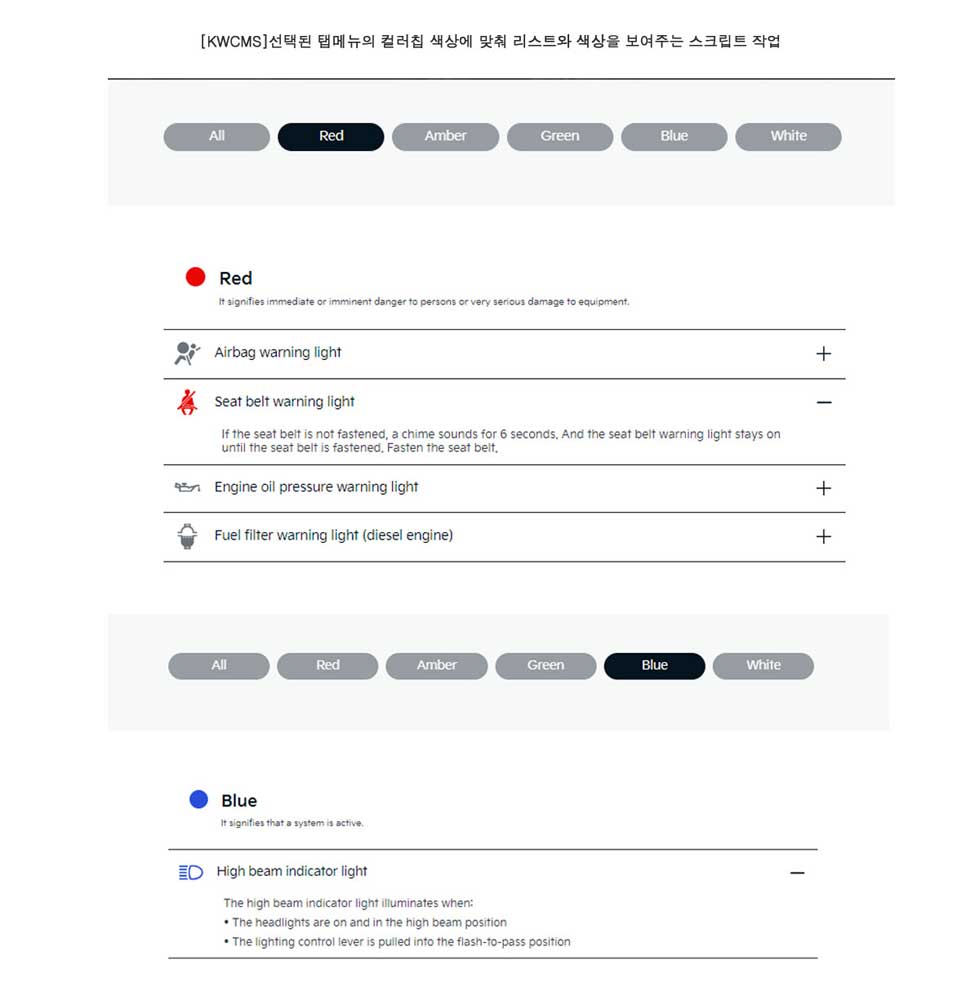 [KWCMS]선택된 탭메뉴의 컬러칩 색상에 맞춰 리스트와 색상을 보여주는 스크립트 작업
All Red Amber Green Blue White
Red
It signifies immediate or imminent danger to persons or very serious damage to equipment.
Airbag warning light
Seat belt warning light
If the seat belt is not fastened, a chime sounds for 6 seconds. And the seat belt warning light stays on
until the seat belt is fastened. Fasten the seat belt.
Engine oil pressure warning light
Fuel filter warning light (diesel engine)
All Red Amber Green Blue White
Blue
It signifies that a system is active.
High beam indicator light
The high beam indicator light illuminates when:
• The headlights are on and in the high beam position
• The lighting control lever is pulled into the flash-to-pass position